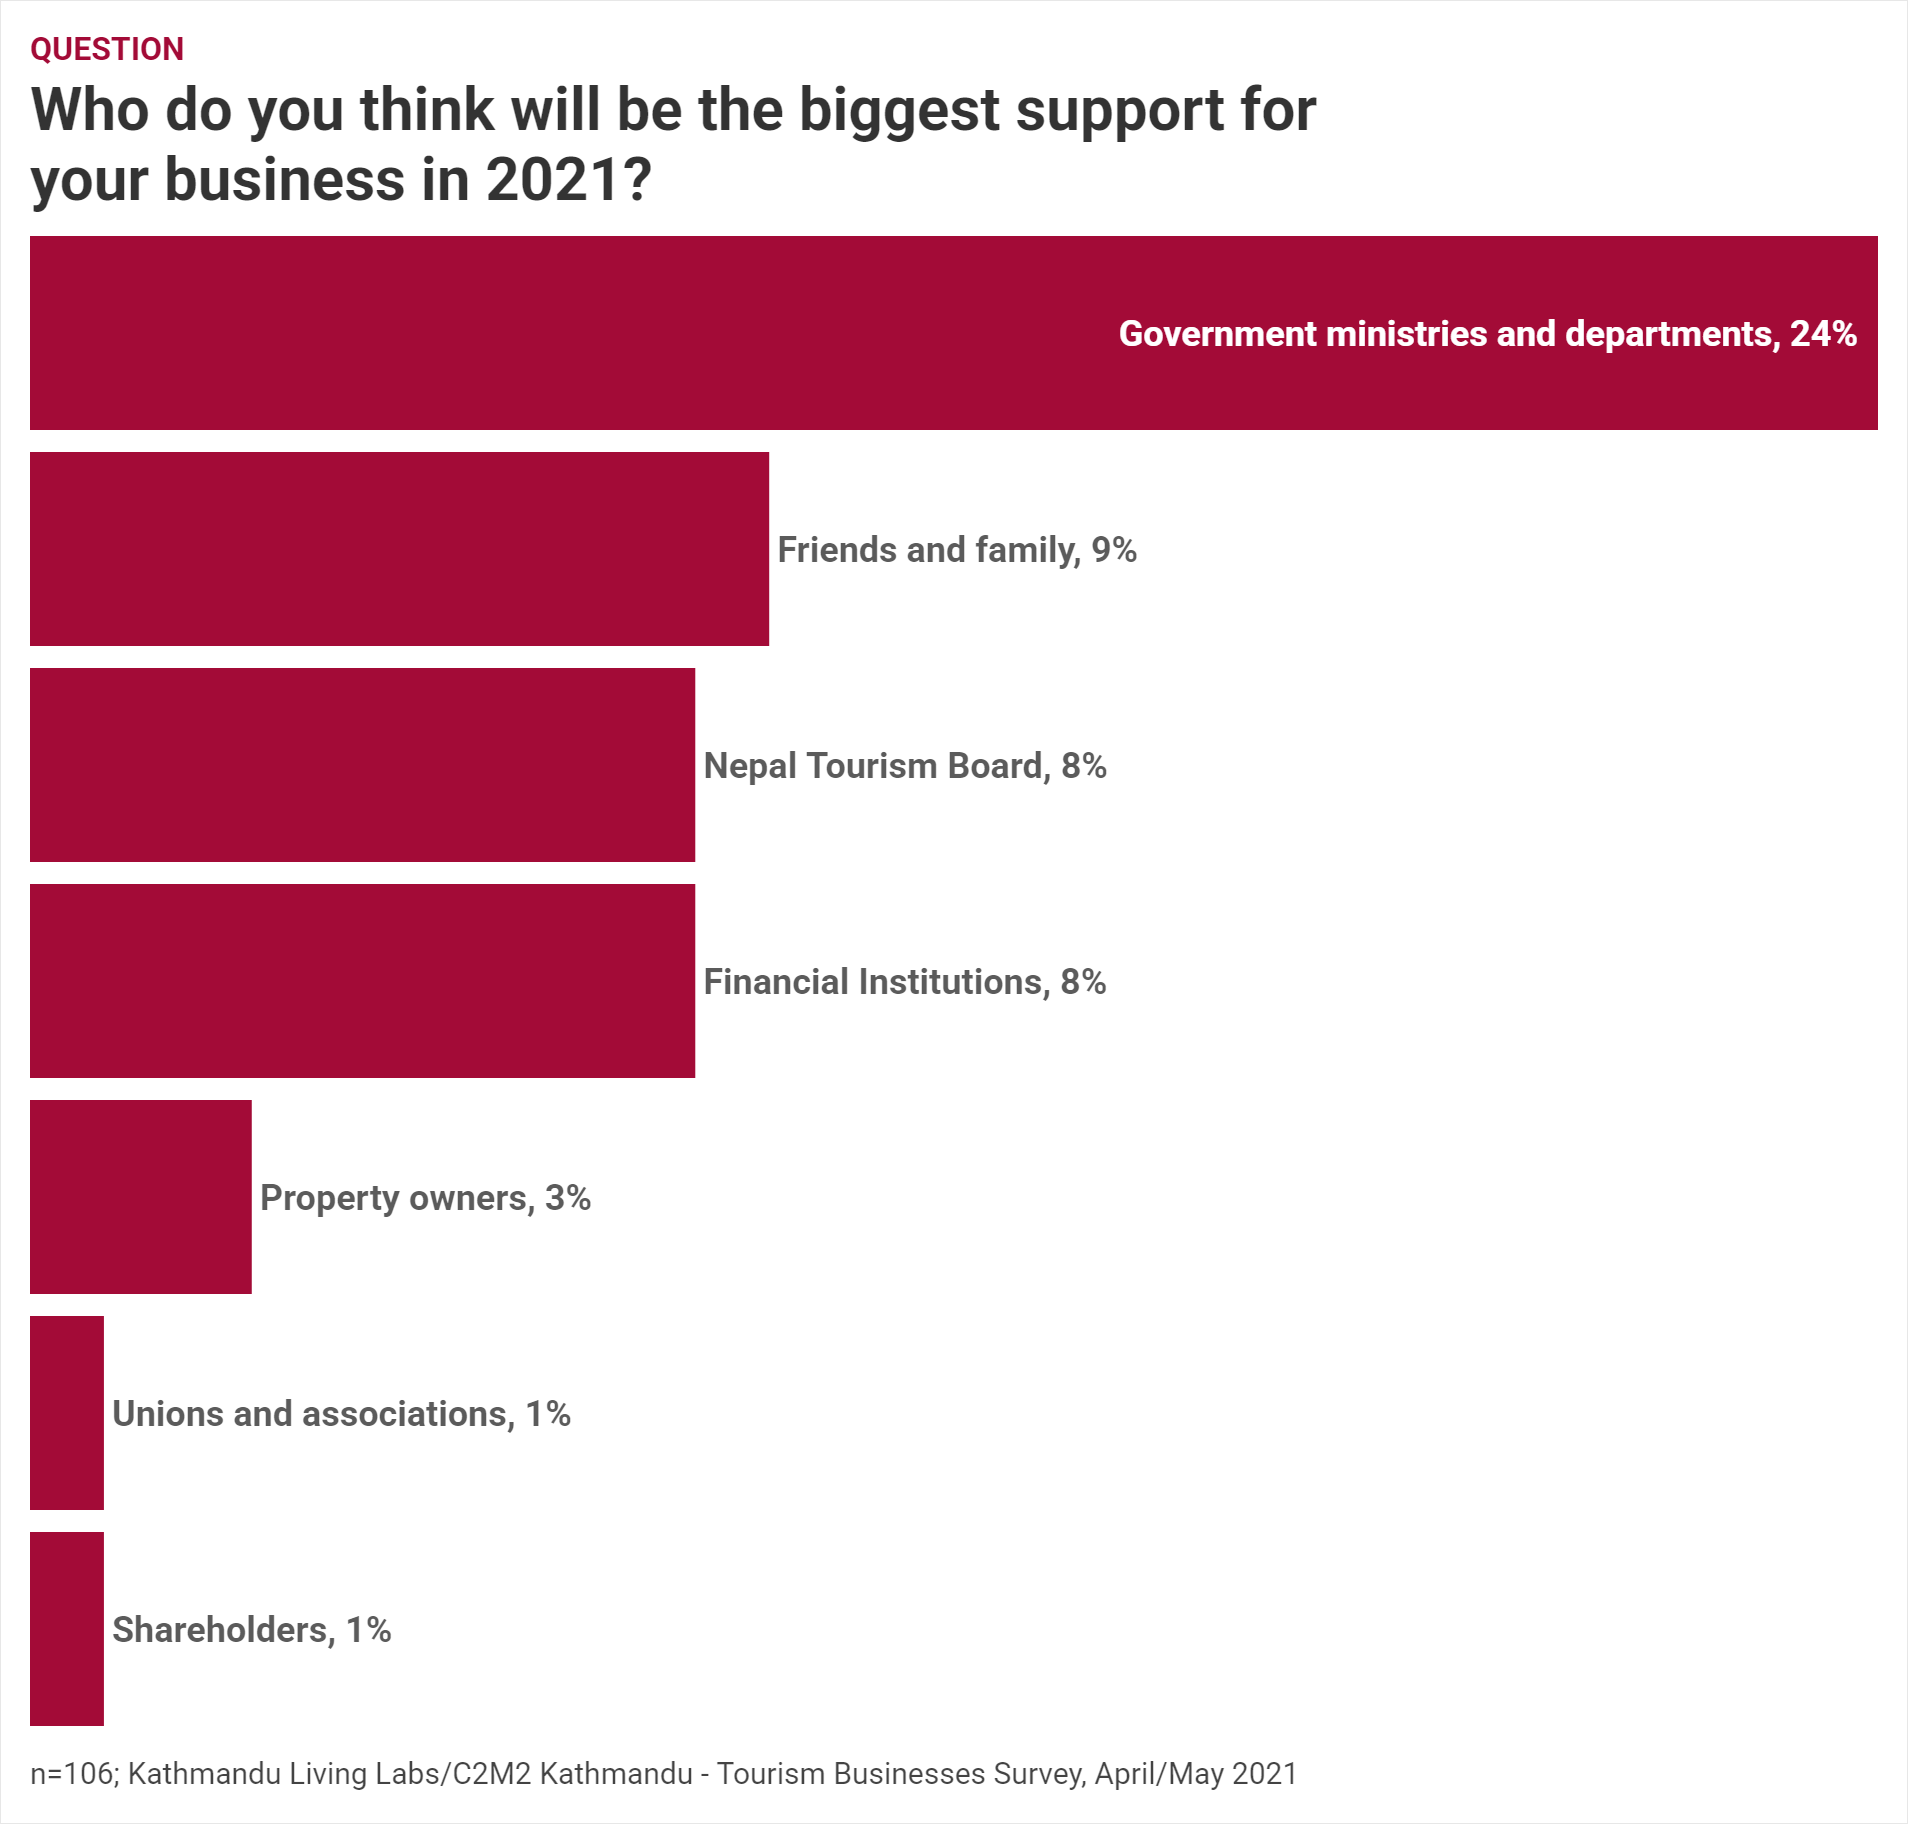 QUESTION
Who do you think will be the biggest support for
your business in 2021?
Government ministries and departments, 24%
Friends and family, 9%
Nepal Tourism Board, 8%
Financial Institutions, 8%
Property owners, 3%
Unions and associations, 1%
Shareholders, 1%
n=106; Kathmandu Living Labs/C2M2 Kathmandu - Tourism Businesses Survey, April/May 2021